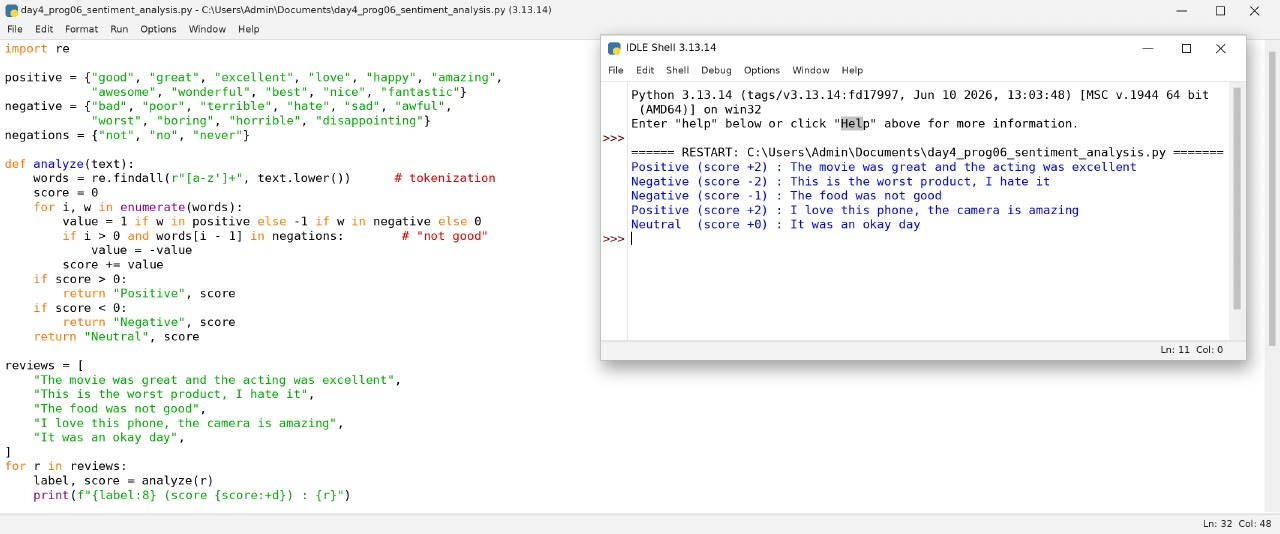 day4_prog06_sentiment_analysis.py - C:\Users\Admin\Documents\day4_prog06_sentiment_analysis.py (3.13.14)
File Edit Format Run Options Window Help
import re

positive = {"good", "great", "excellent", "love", "happy", "amazing",
            "awesome", "wonderful", "best", "nice", "fantastic"}
negative = {"bad", "poor", "terrible", "hate", "sad", "awful",
            "worst", "boring", "horrible", "disappointing"}
negations = {"not", "no", "never"}

def analyze(text):
    words = re.findall(r"[a-z']+", text.lower())      # tokenization
    score = 0
    for i, w in enumerate(words):
        value = 1 if w in positive else -1 if w in negative else 0
        if i > 0 and words[i - 1] in negations:        # "not good"
            value = -value
        score += value
    if score > 0:
        return "Positive", score
    if score < 0:
        return "Negative", score
    return "Neutral", score

reviews = [
    "The movie was great and the acting was excellent",
    "This is the worst product, I hate it",
    "The food was not good",
    "I love this phone, the camera is amazing",
    "It was an okay day",
]
for r in reviews:
    label, score = analyze(r)
    print(f"{label:8} (score {score:+d}) : {r}")
Ln: 32 Col: 48
IDLE Shell 3.13.14
File Edit Shell Debug Options Window Help
Python 3.13.14 (tags/v3.13.14:fd17997, Jun 10 2026, 13:03:48) [MSC v.1944 64 bit
 (AMD64)] on win32
Enter "help" below or click "Help" above for more information.
>>>
====== RESTART: C:\Users\Admin\Documents\day4_prog06_sentiment_analysis.py =======
Positive (score +2) : The movie was great and the acting was excellent
Negative (score -2) : This is the worst product, I hate it
Negative (score -1) : The food was not good
Positive (score +2) : I love this phone, the camera is amazing
Neutral  (score +0) : It was an okay day
>>>
Ln: 11 Col: 0